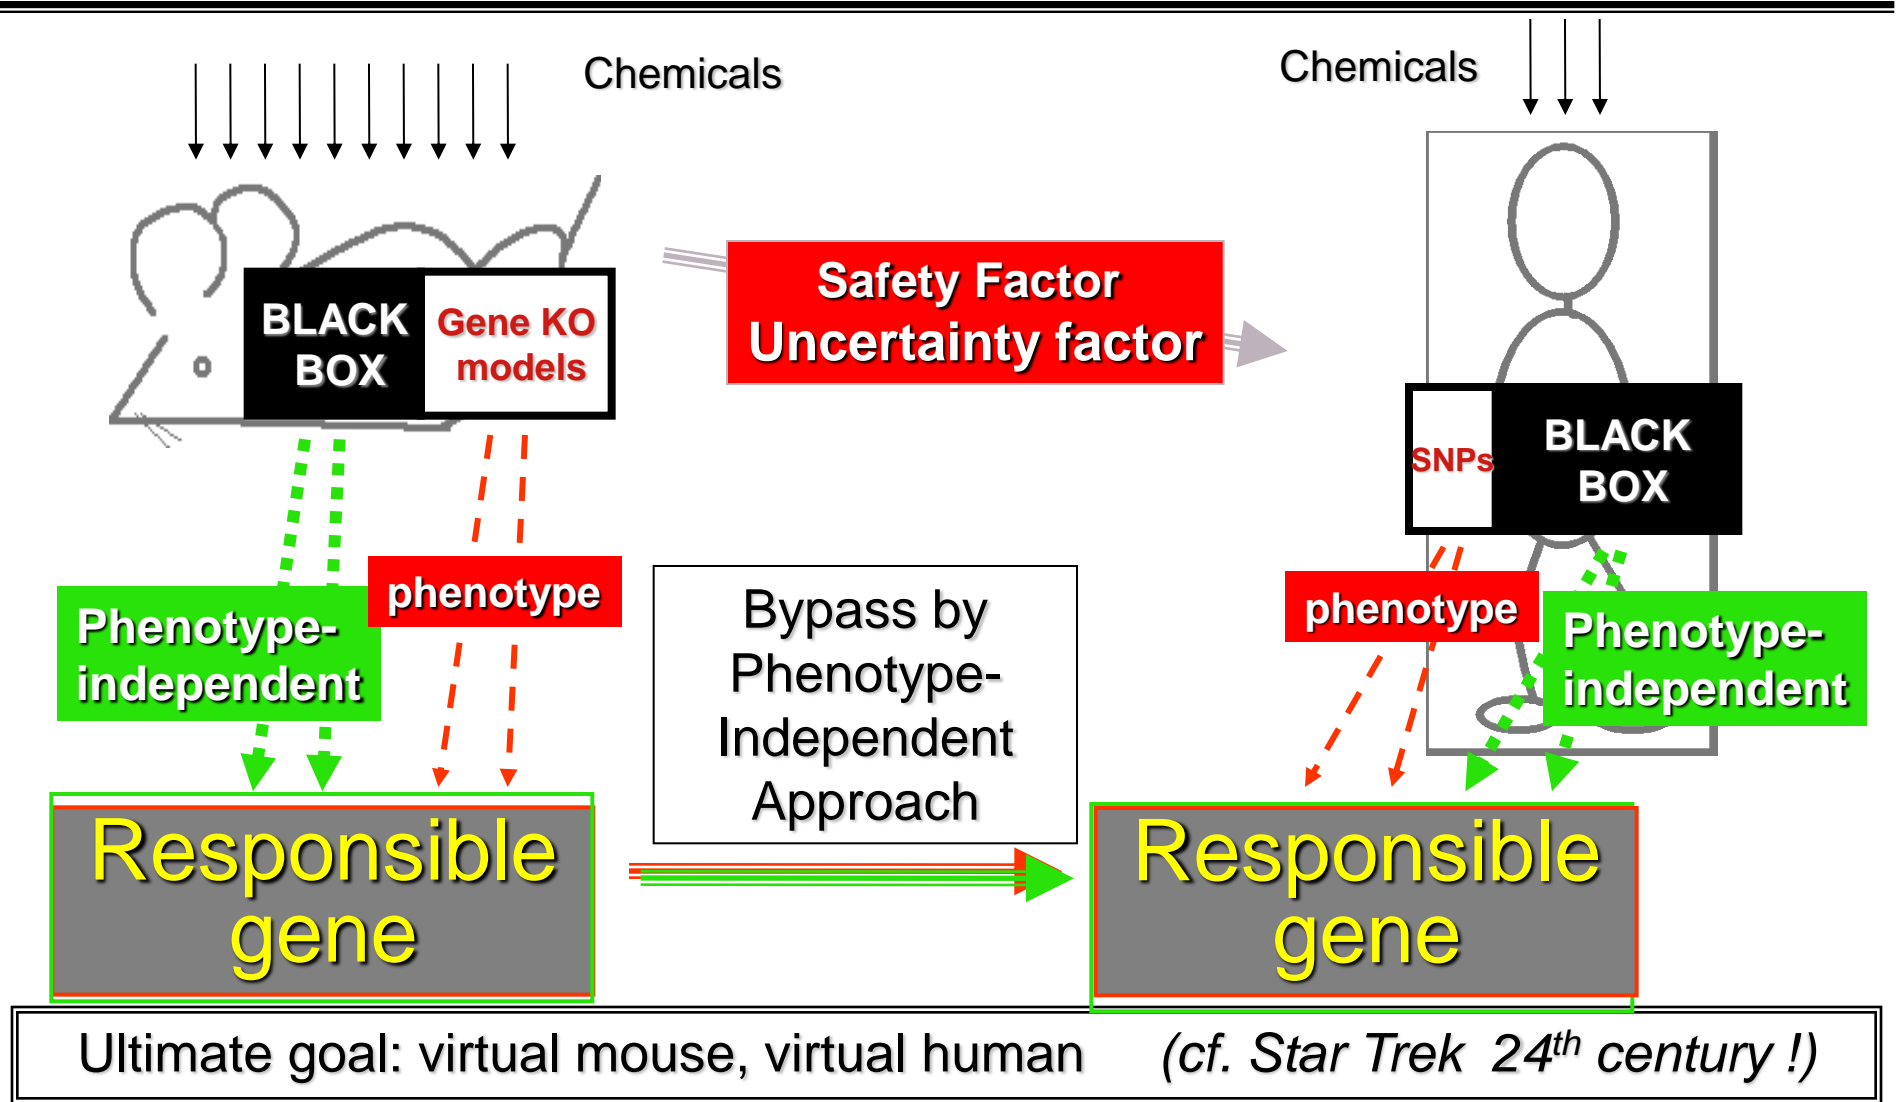 Chemicals
Chemicals
Safety Factor
Uncertainty factor
BLACK
BOX
Gene KO
models
SNPs
BLACK
BOX
Phenotype-
independent
phenotype
Bypass by
Phenotype-
Independent
Approach
phenotype
Phenotype-
independent
Responsible
gene
Responsible
gene
Ultimate goal: virtual mouse, virtual human (cf. Star Trek 24th century !)